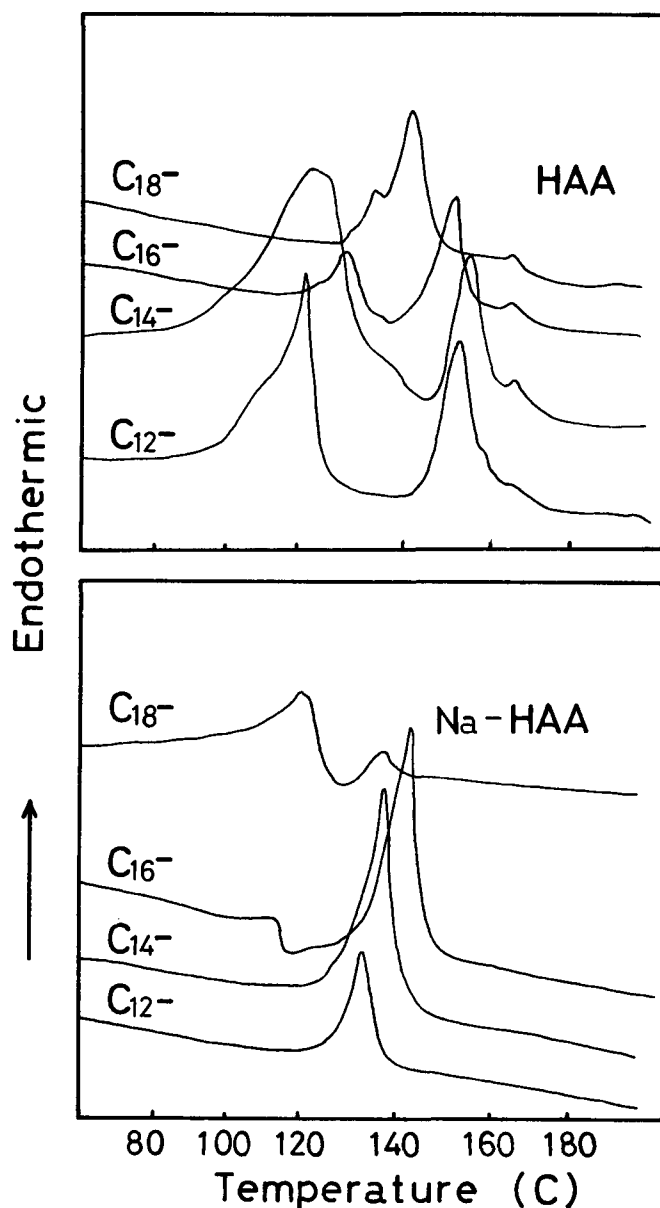 C18-
HAA
C16-
C14-
C12-
Endothermic
C18-
Na-HAA
C16-
C14-
C12-
80 100 120 140 160 180
Temperature (C)